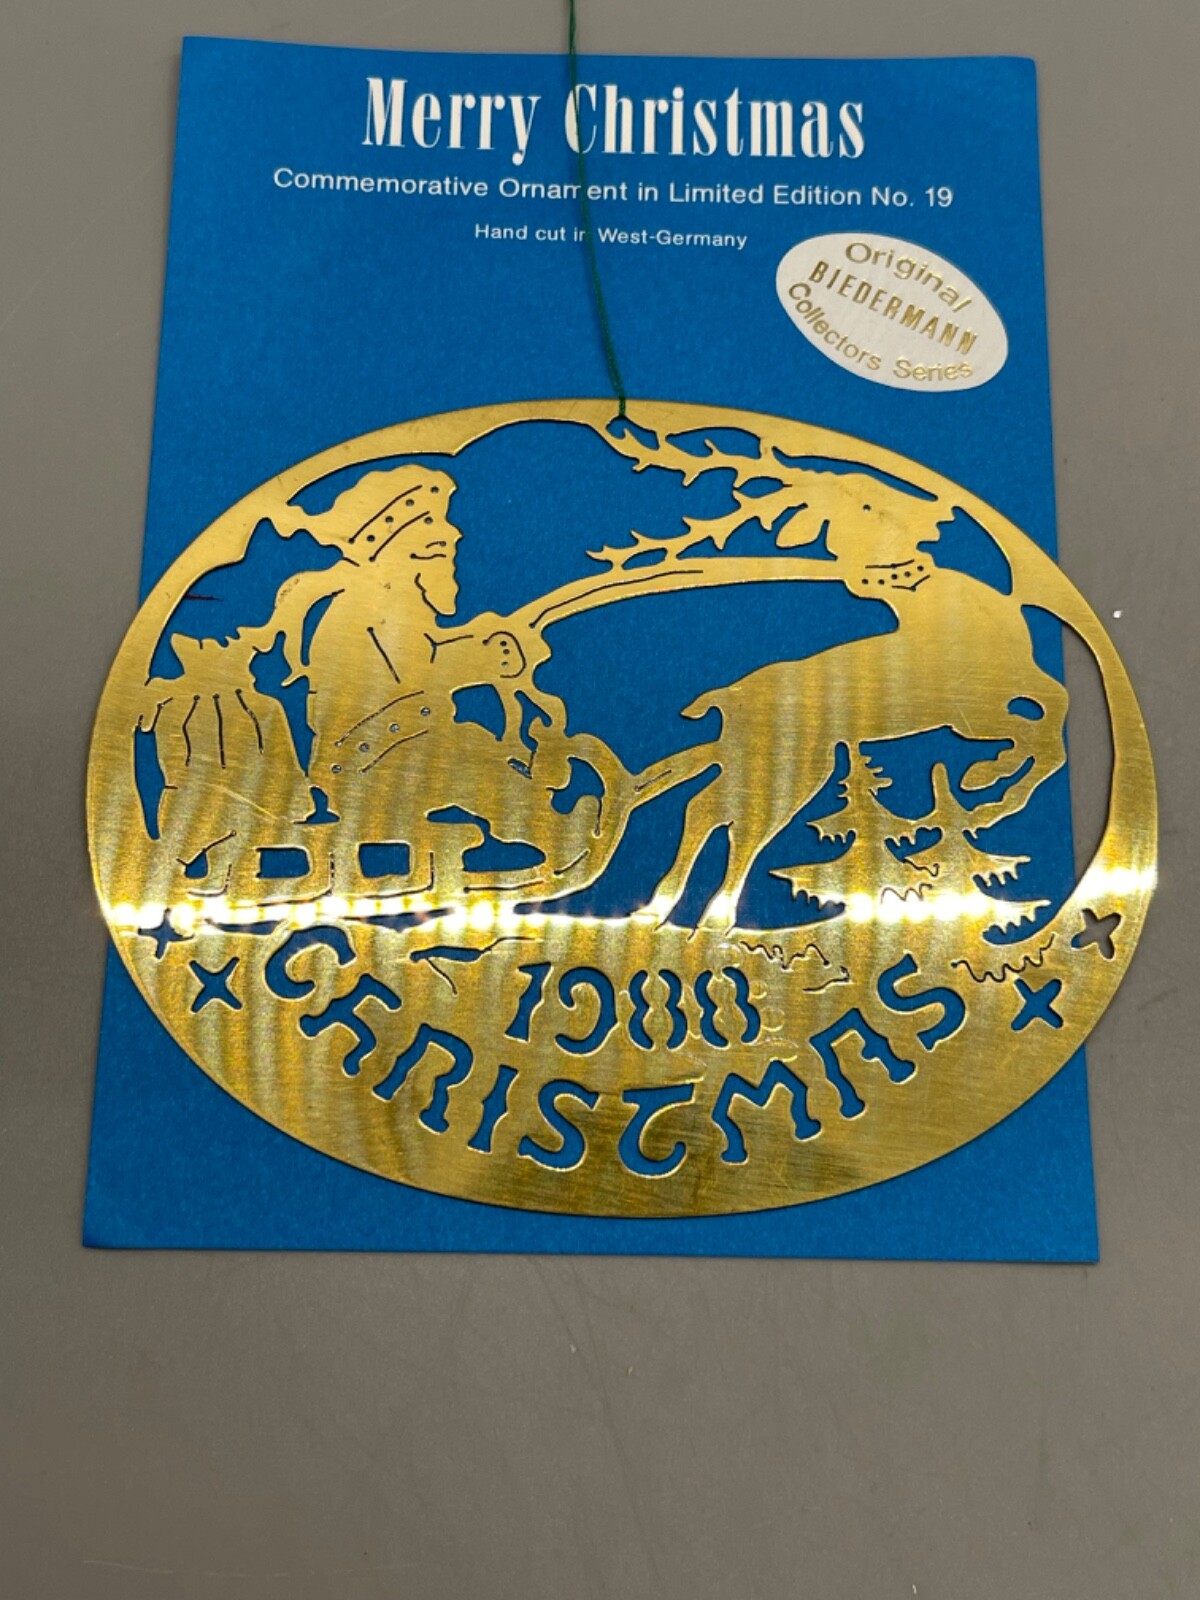 Merry Christmas
Commemorative Ornament in Limited Edition No. 19
Hand cut in West-Germany
Original
BIEDERMANN
Collectors Series
1988
CHRISTMAS